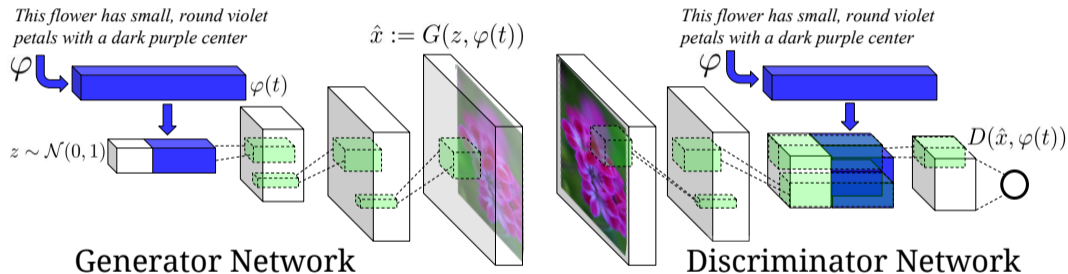 This flower has small, round violet
petals with a dark purple center
φ
φ(t)
z ∼ 𝒩(0, 1)
x̂ := G(z, φ(t))
Generator Network
This flower has small, round violet
petals with a dark purple center
φ
D(x̂, φ(t))
Discriminator Network